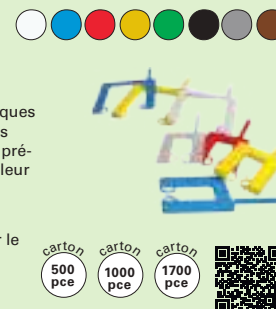 ques
s
pré-
leur
r le
carton
500
pce
carton
1000
pce
carton
1700
pce